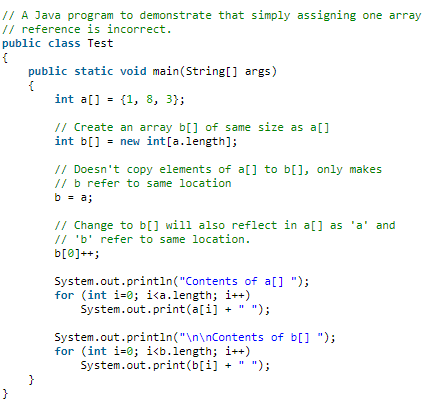 // A Java program to demonstrate that simply assigning one array
// reference is incorrect.
public class Test
{
    public static void main(String[] args)
    {
        int a[] = {1, 8, 3};

        // Create an array b[] of same size as a[]
        int b[] = new int[a.length];

        // Doesn't copy elements of a[] to b[], only makes
        // b refer to same location
        b = a;

        // Change to b[] will also reflect in a[] as 'a' and
        // 'b' refer to same location.
        b[0]++;

        System.out.println("Contents of a[] ");
        for (int i=0; i<a.length; i++)
            System.out.print(a[i] + " ");

        System.out.println("\n\nContents of b[] ");
        for (int i=0; i<b.length; i++)
            System.out.print(b[i] + " ");
    }
}